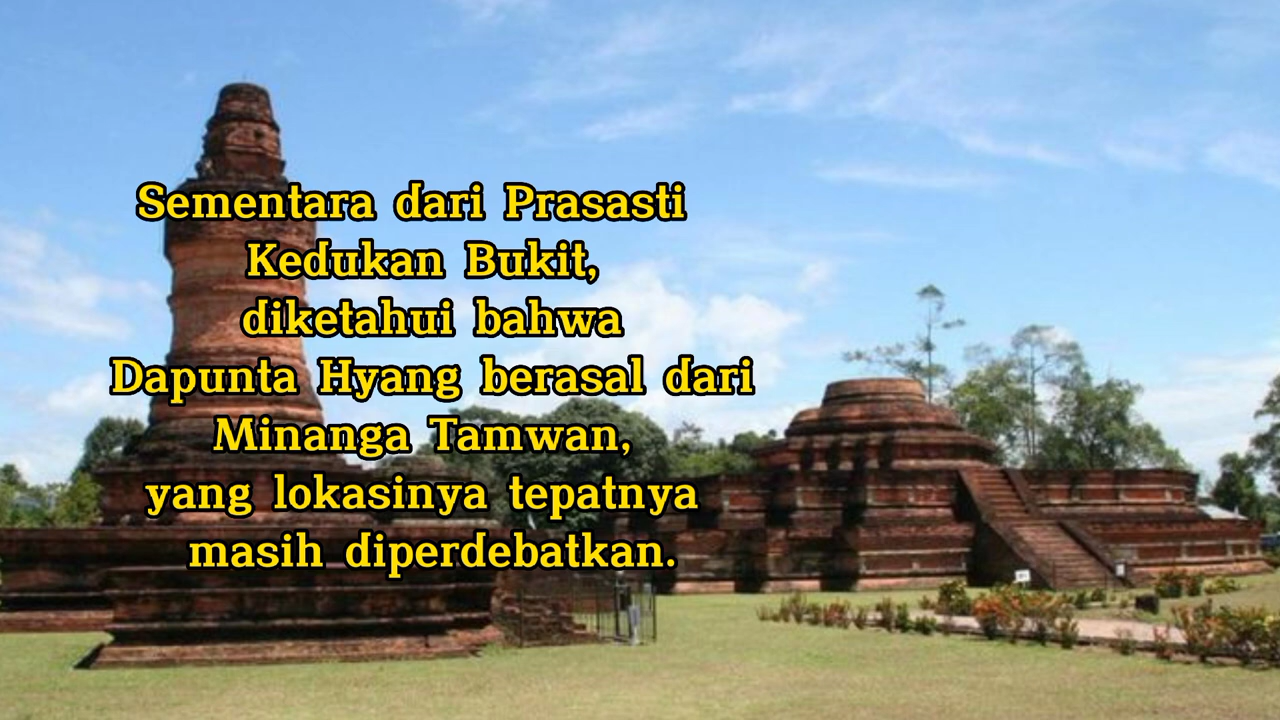 Sementara dari Prasasti
Kedukan Bukit,
diketahui bahwa
Dapunta Hyang berasal dari
Minanga Tamwan,
yang lokasinya tepatnya
masih diperdebatkan.